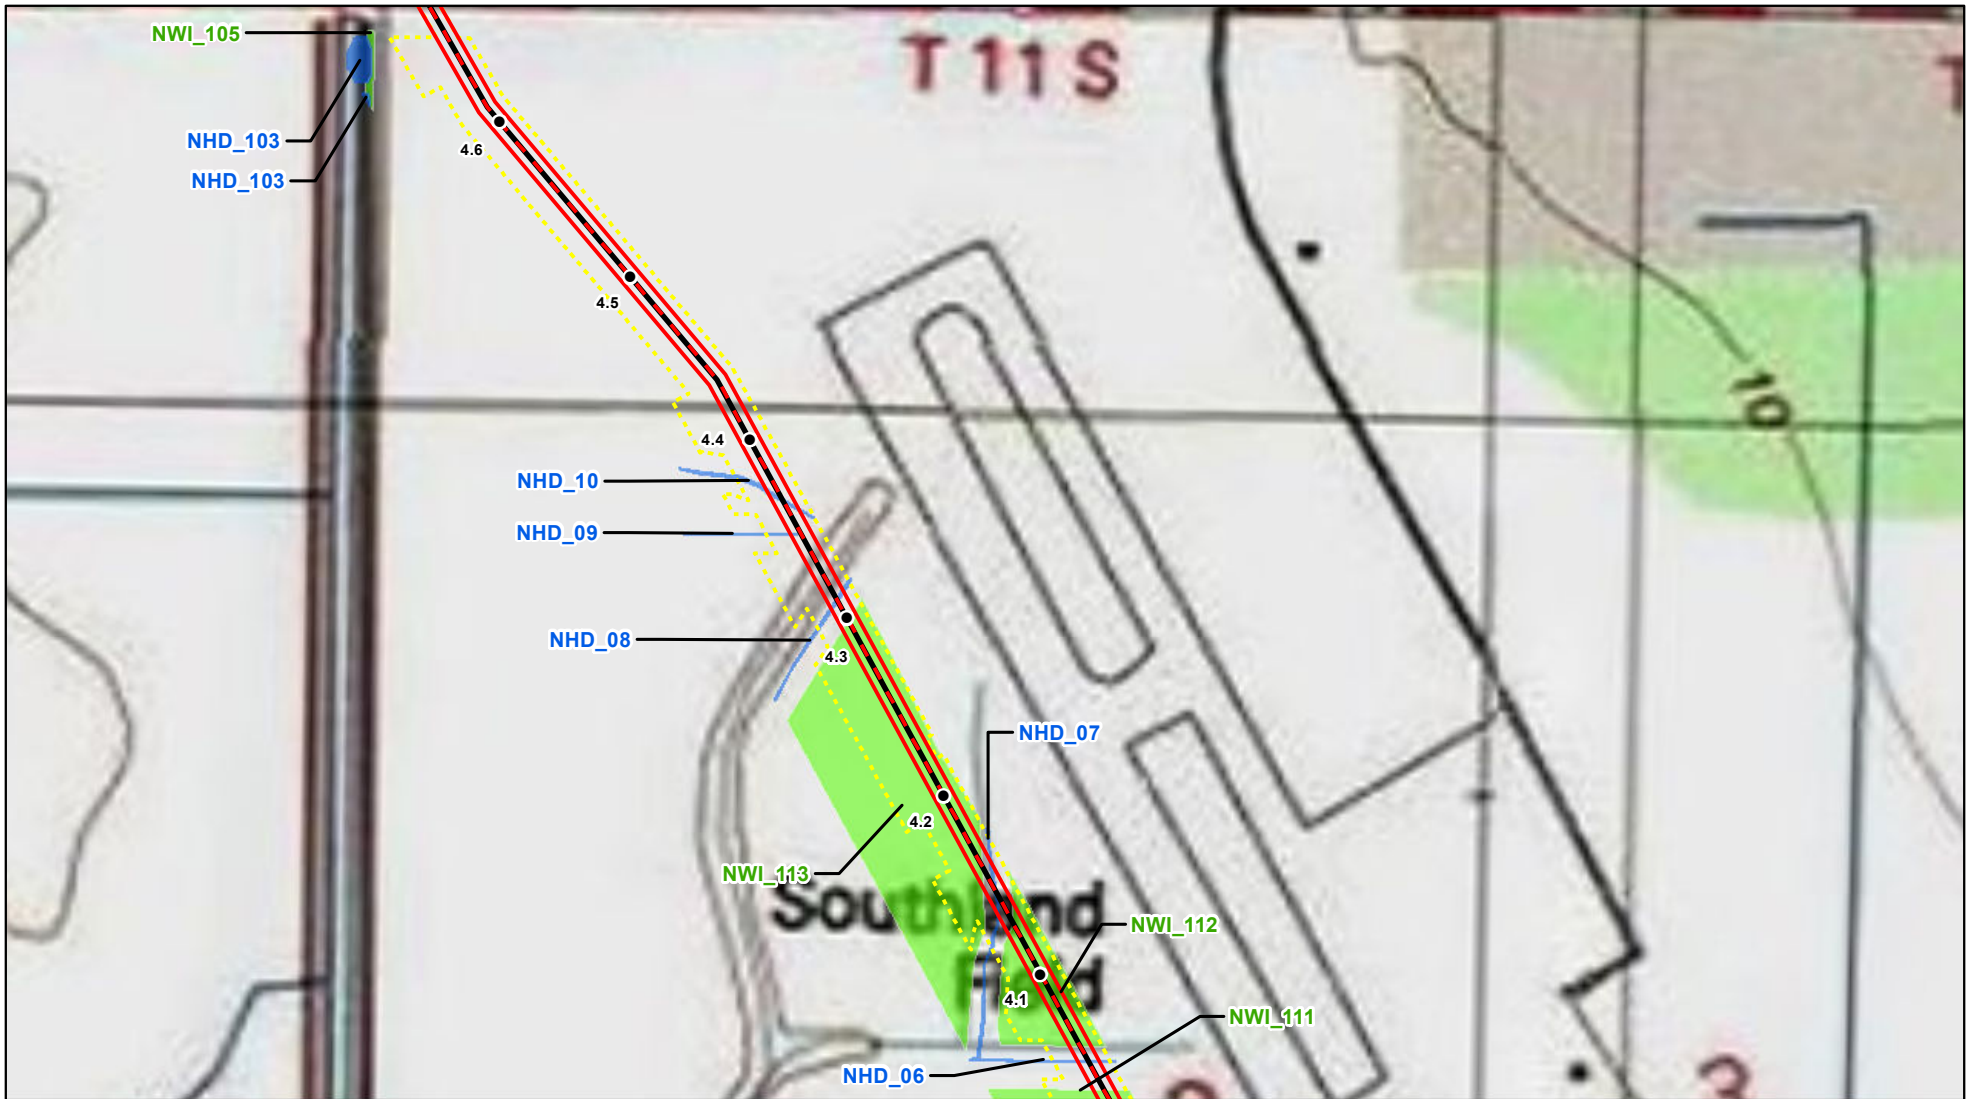 NWI_105
T 11 S
NHD_103
4.6
NHD_103
4.5
10
4.4
NHD_10
NHD_09
NHD_08
4.3
NHD_07
4.2
NWI_113
Southland
NWI_112
Field
4.1
NWI_111
NHD_06
3